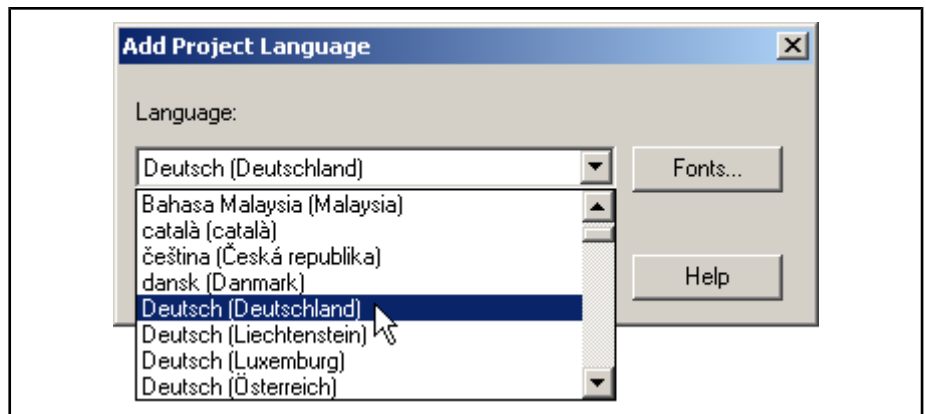 Add Project Language
Language:
Deutsch (Deutschland)
Fonts...
Bahasa Malaysia (Malaysia)
català (català)
čeština (Česká republika)
dansk (Danmark)
Help
Deutsch (Deutschland)
Deutsch (Liechtenstein)
Deutsch (Luxemburg)
Deutsch (Österreich)